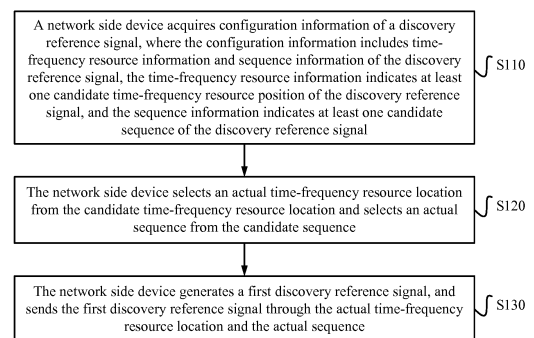 A network side device acquires configuration information of a discovery
reference signal, where the configuration information includes time-
frequency resource information and sequence information of the discovery
reference signal, the time-frequency resource information indicates at least
one candidate time-frequency resource position of the discovery reference
signal, and the sequence information indicates at least one candidate
sequence of the discovery reference signal
S110
The network side device selects an actual time-frequency resource location
from the candidate time-frequency resource location and selects an actual
sequence from the candidate sequence
S120
The network side device generates a first discovery reference signal, and
sends the first discovery reference signal through the actual time-frequency
resource location and the actual sequence
S130